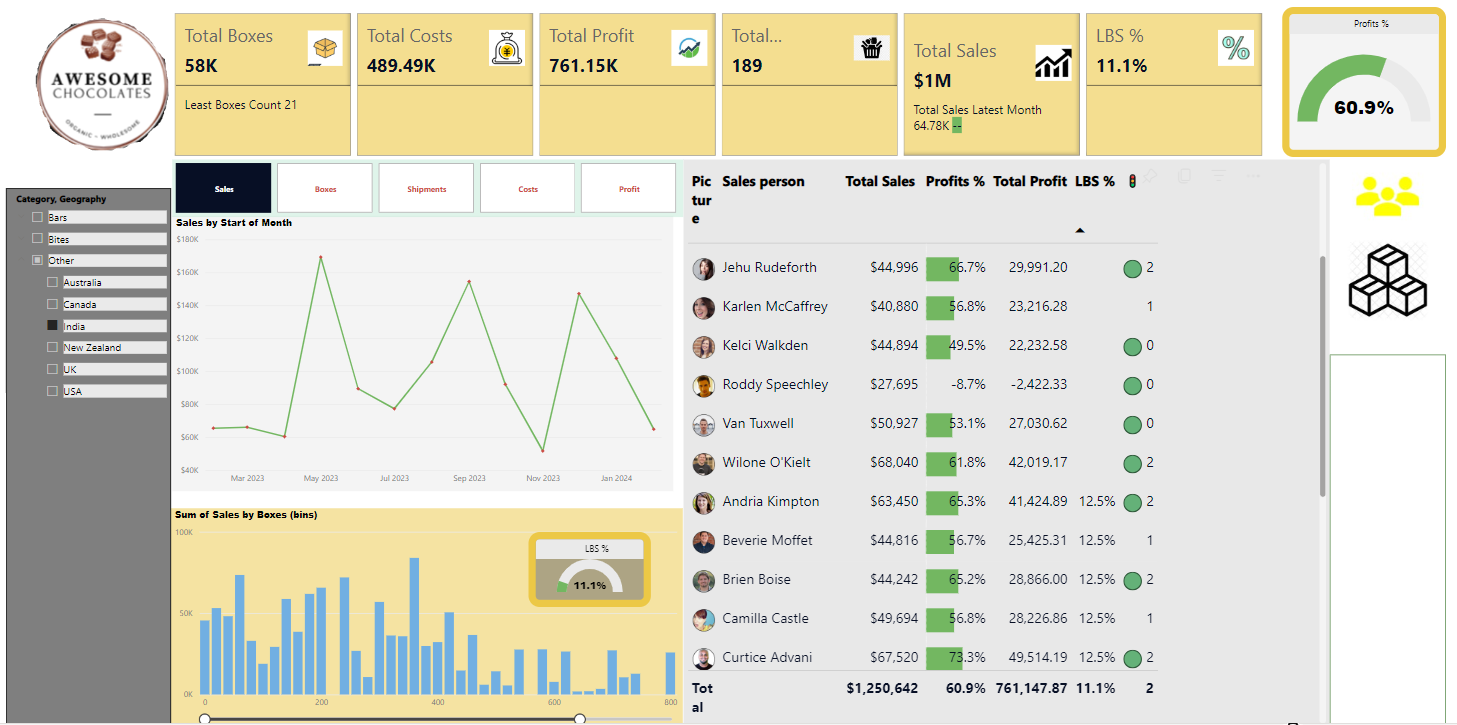 AWESOME
CHOCOLATES
ORGANIC - WHOLESOME
Total Boxes
58K
Least Boxes Count 21
Total Costs
489.49K
Total Profit
761.15K
Total...
189
Total Sales
$1M
Total Sales Latest Month
64.78K --
LBS %
11.1%
%
Profits %
60.9%
Category, Geography
Bars
Bites
Other
Australia
Canada
India
New Zealand
UK
USA
Sales
Boxes
Shipments
Costs
Profit
Sales by Start of Month
$180K
$160K
$140K
$120K
$100K
$80K
$60K
$40K
Mar 2023 May 2023 Jul 2023 Sep 2023 Nov 2023 Jan 2024
Sum of Sales by Boxes (bins)
100K
50K
0K
0 200 400 600 800
LBS %
11.1%
Pic
tur
e
Sales person Total Sales Profits % Total Profit LBS %
Jehu Rudeforth $44,996 66.7% 29,991.20 2
Karlen McCaffrey $40,880 56.8% 23,216.28 1
Kelci Walkden $44,894 49.5% 22,232.58 0
Roddy Speechley $27,695 -8.7% -2,422.33 0
Van Tuxwell $50,927 53.1% 27,030.62 0
Wilone O'Kielt $68,040 61.8% 42,019.17 2
Andria Kimpton $63,450 65.3% 41,424.89 12.5% 2
Beverie Moffet $44,816 56.7% 25,425.31 12.5% 1
Brien Boise $44,242 65.2% 28,866.00 12.5% 2
Camilla Castle $49,694 56.8% 28,226.86 12.5% 1
Curtice Advani $67,520 73.3% 49,514.19 12.5% 2
Tot
al
$1,250,642 60.9% 761,147.87 11.1% 2